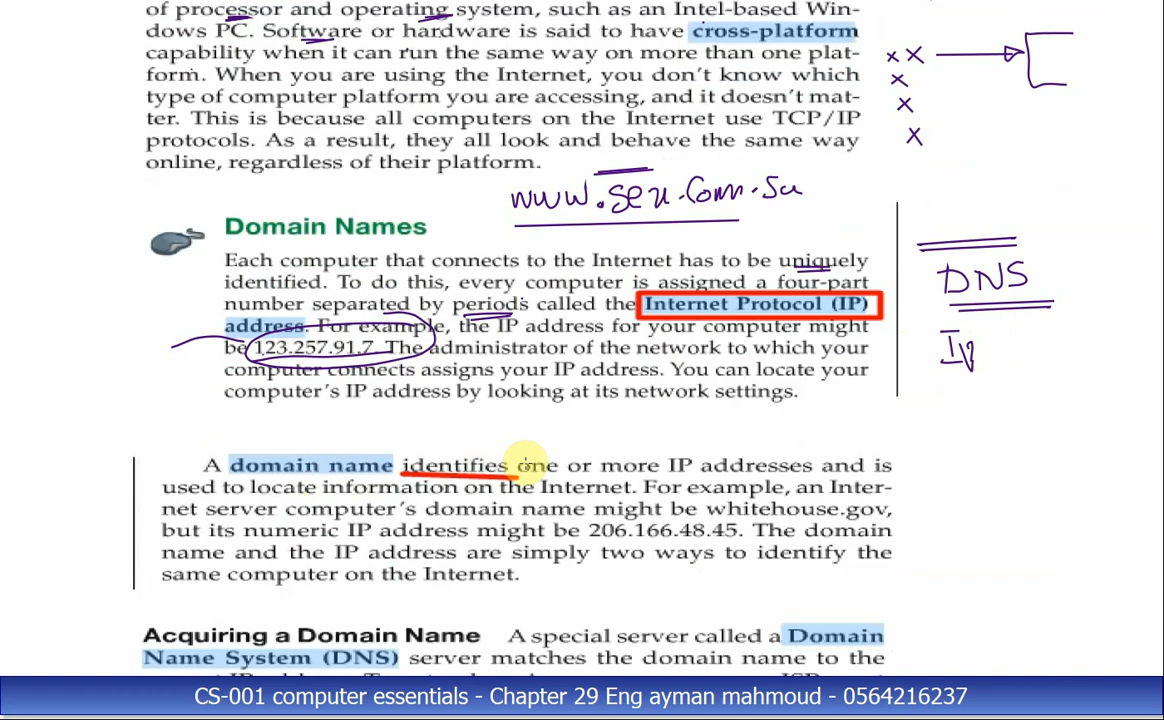 of processor and operating system, such as an Intel-based Win-
dows PC. Software or hardware is said to have cross-platform
capability when it can run the same way on more than one plat-
form. When you are using the Internet, you don't know which
type of computer platform you are accessing, and it doesn't mat-
ter. This is because all computers on the Internet use TCP/IP
protocols. As a result, they all look and behave the same way
online, regardless of their platform.
x x
x
x
x
www.seu.com.sa
Domain Names
Each computer that connects to the Internet has to be uniquely
identified. To do this, every computer is assigned a four-part
number separated by periods called the Internet Protocol (IP)
address. For example, the IP address for your computer might
be 123.257.91.7. The administrator of the network to which your
computer connects assigns your IP address. You can locate your
computer's IP address by looking at its network settings.
DNS
Ip
A domain name identifies one or more IP addresses and is
used to locate information on the Internet. For example, an Inter-
net server computer's domain name might be whitehouse.gov,
but its numeric IP address might be 206.166.48.45. The domain
name and the IP address are simply two ways to identify the
same computer on the Internet.
Acquiring a Domain Name A special server called a Domain
Name System (DNS) server matches the domain name to the
CS-001 computer essentials - Chapter 29 Eng ayman mahmoud - 0564216237